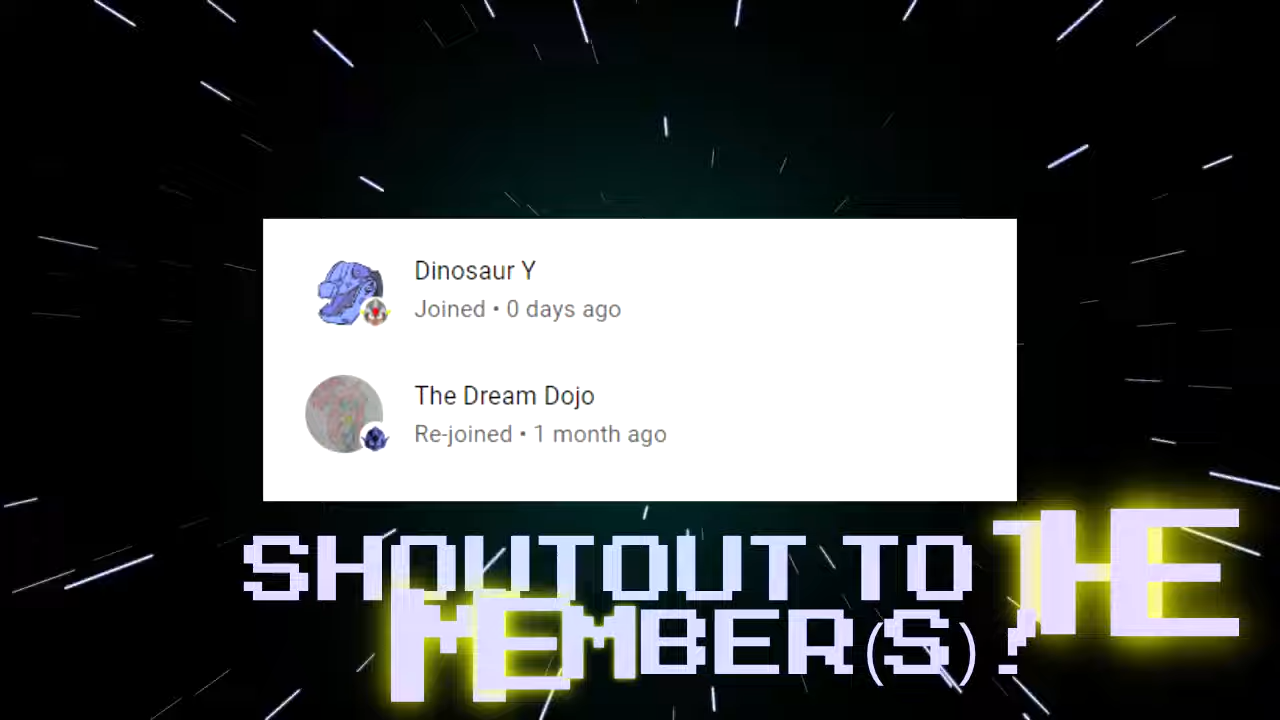 Dinosaur Y
Joined • 0 days ago
The Dream Dojo
Re-joined • 1 month ago
SHOUTOUT TO THE
MEMBER(S)!